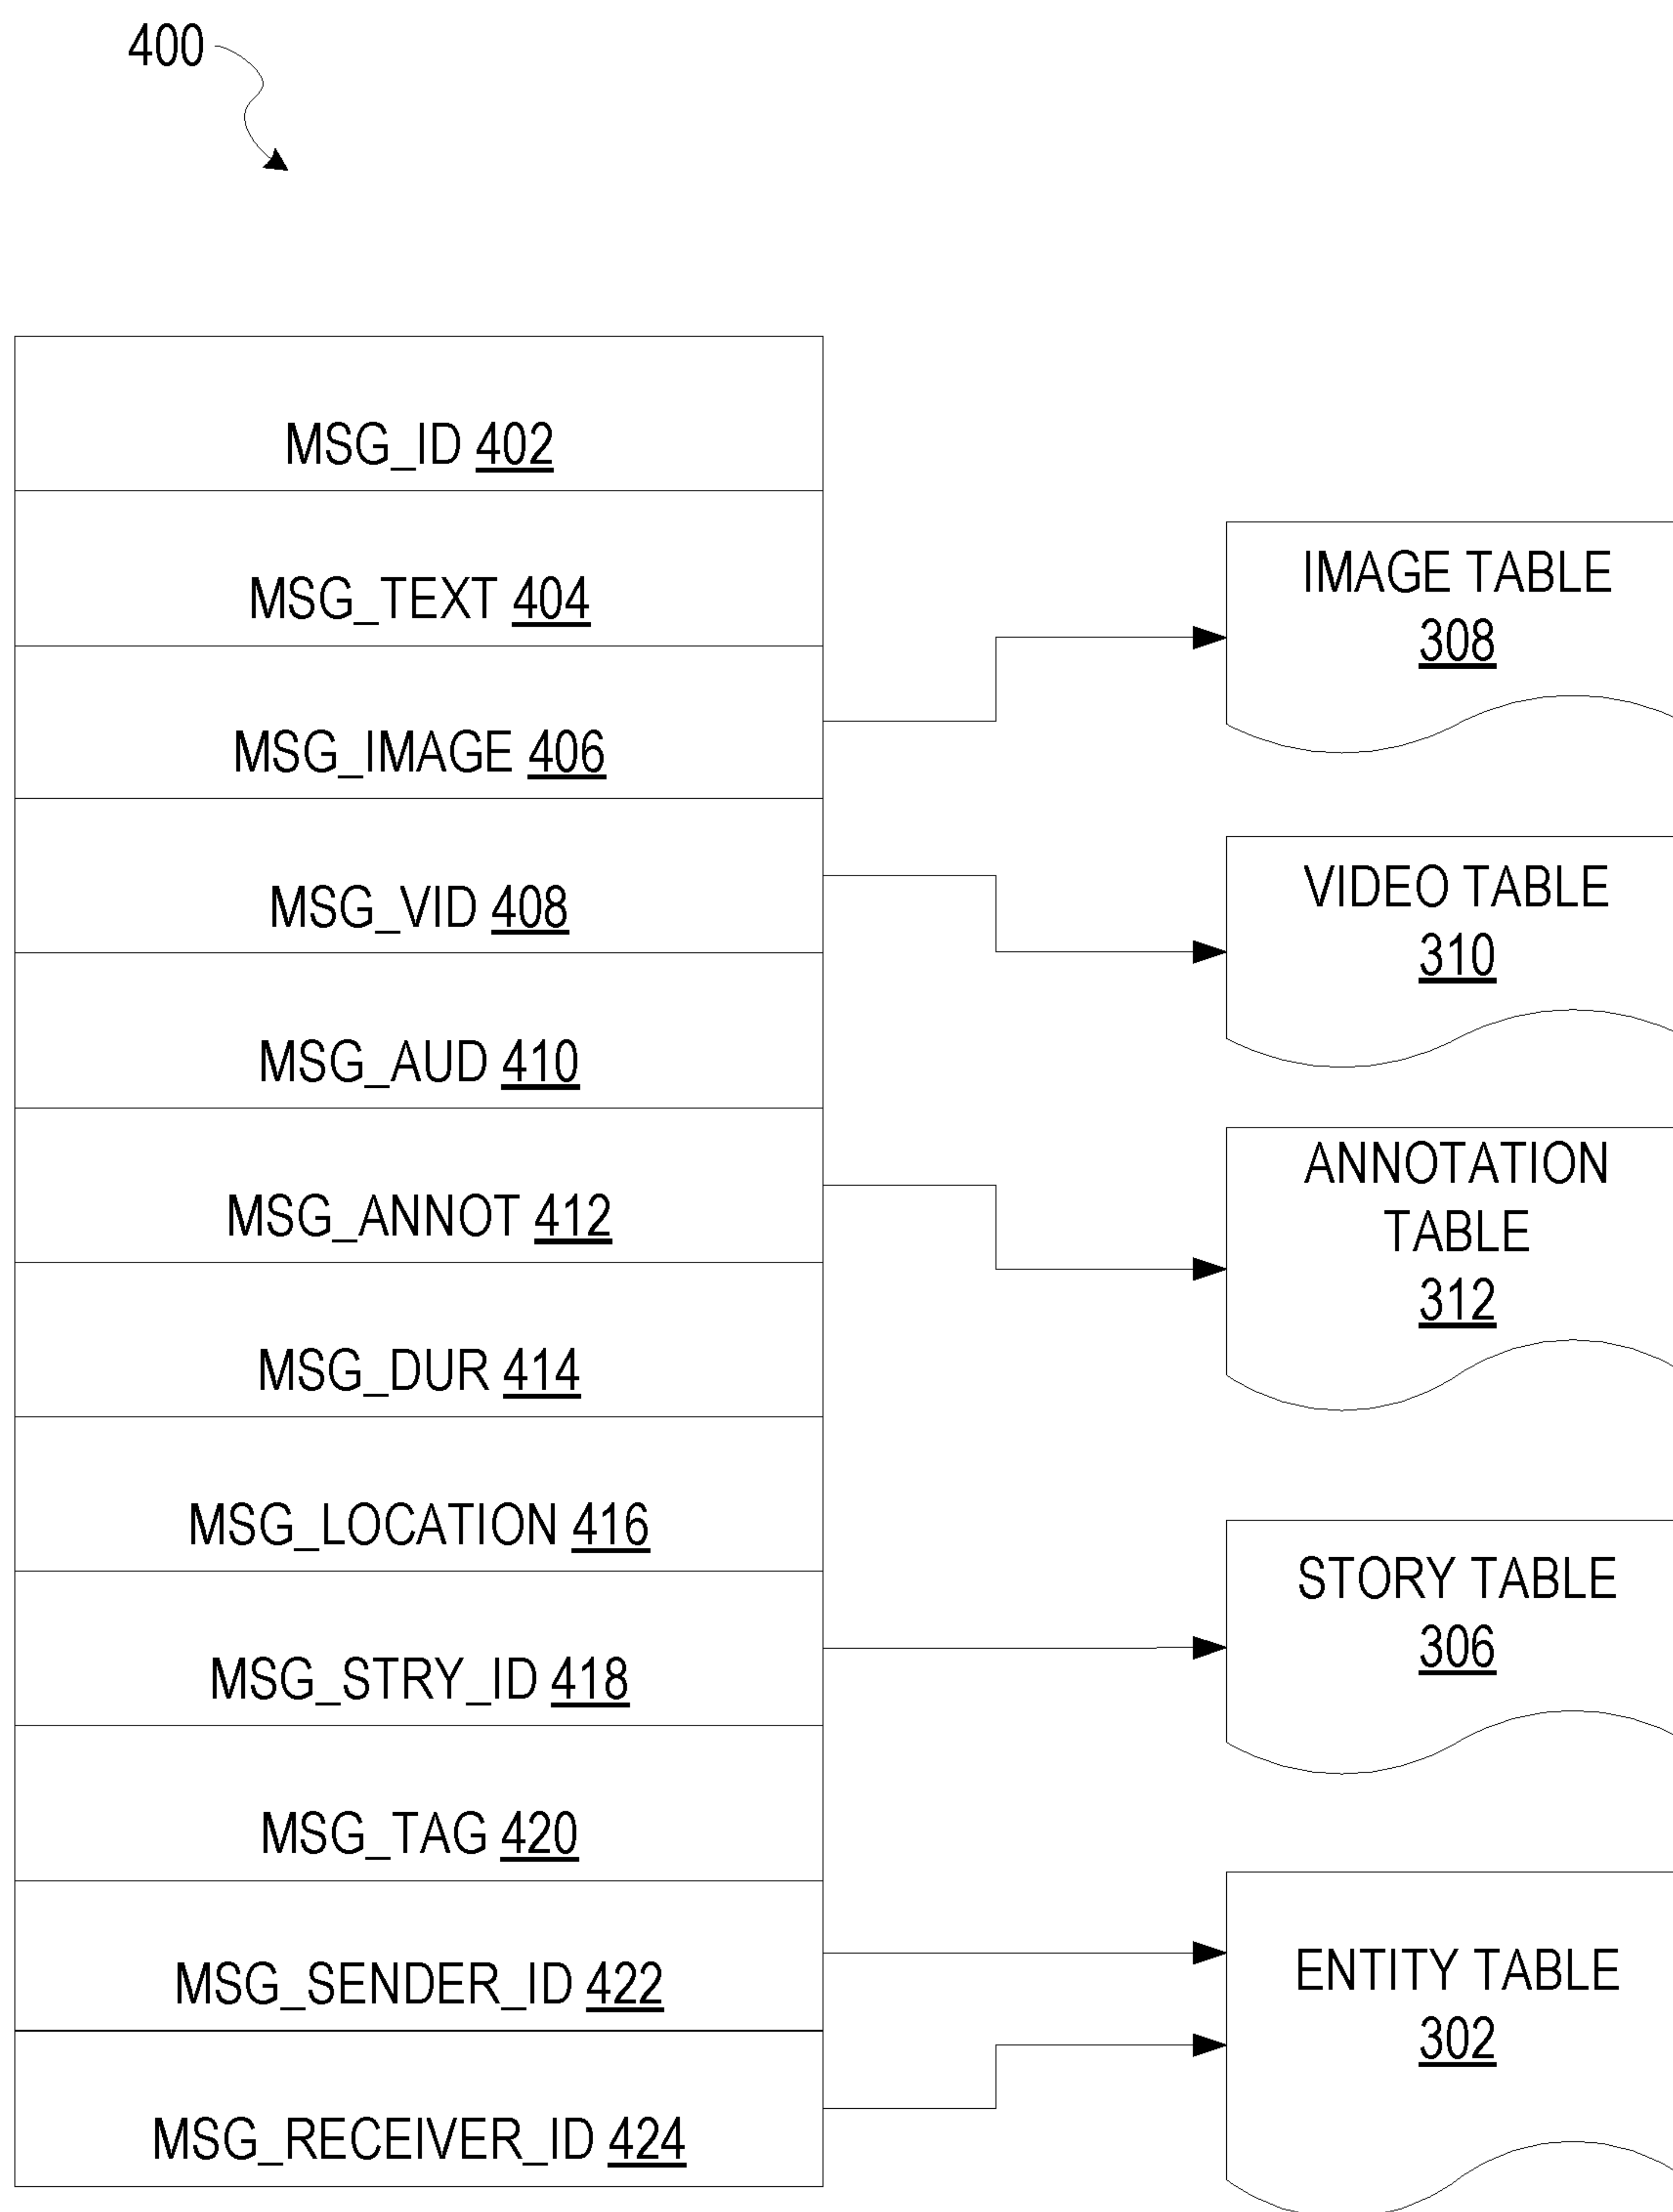 400
MSG_ID 402
MSG_TEXT 404
MSG_IMAGE 406
MSG_VID 408
MSG_AUD 410
MSG_ANNOT 412
MSG_DUR 414
MSG_LOCATION 416
MSG_STRY_ID 418
MSG_TAG 420
MSG_SENDER_ID 422
MSG_RECEIVER_ID 424
IMAGE TABLE
308
VIDEO TABLE
310
ANNOTATION
TABLE
312
STORY TABLE
306
ENTITY TABLE
302